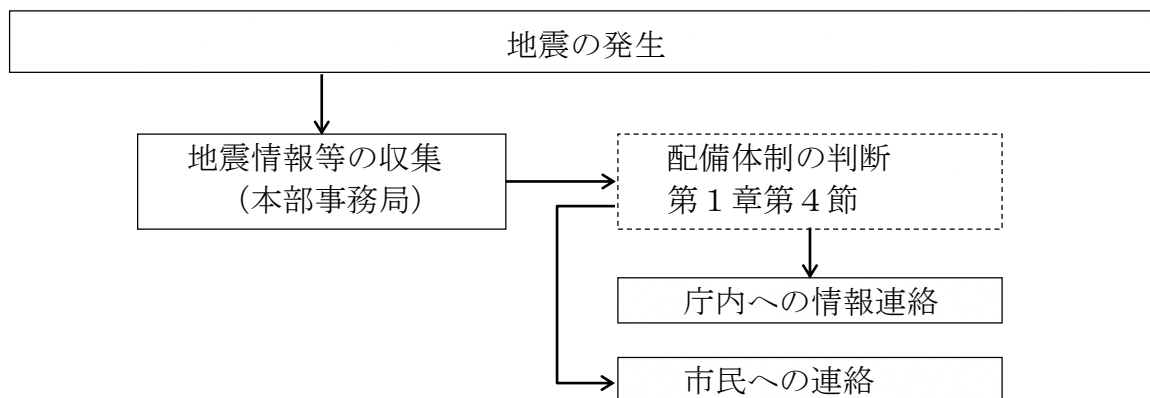 地震の発生
地震情報等の収集
（本部事務局）
配備体制の判断
第１章第４節
庁内への情報連絡
市民への連絡